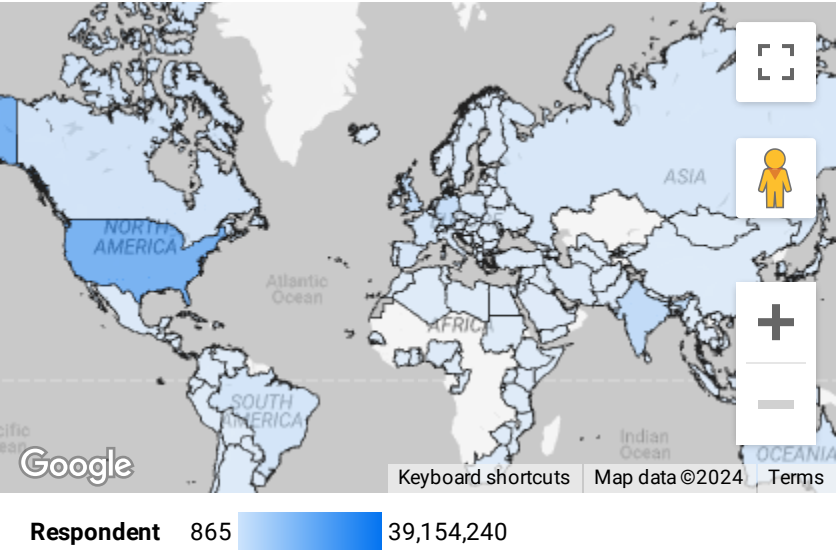 ASIA
NORTH
AMERICA
EUROPE
Atlantic
Ocean
AFRICA
SOUTH
AMERICA
Indian
Ocean
OCEANIA
Google
Keyboard shortcuts
Map data ©2024
Terms
Respondent 865 39,154,240